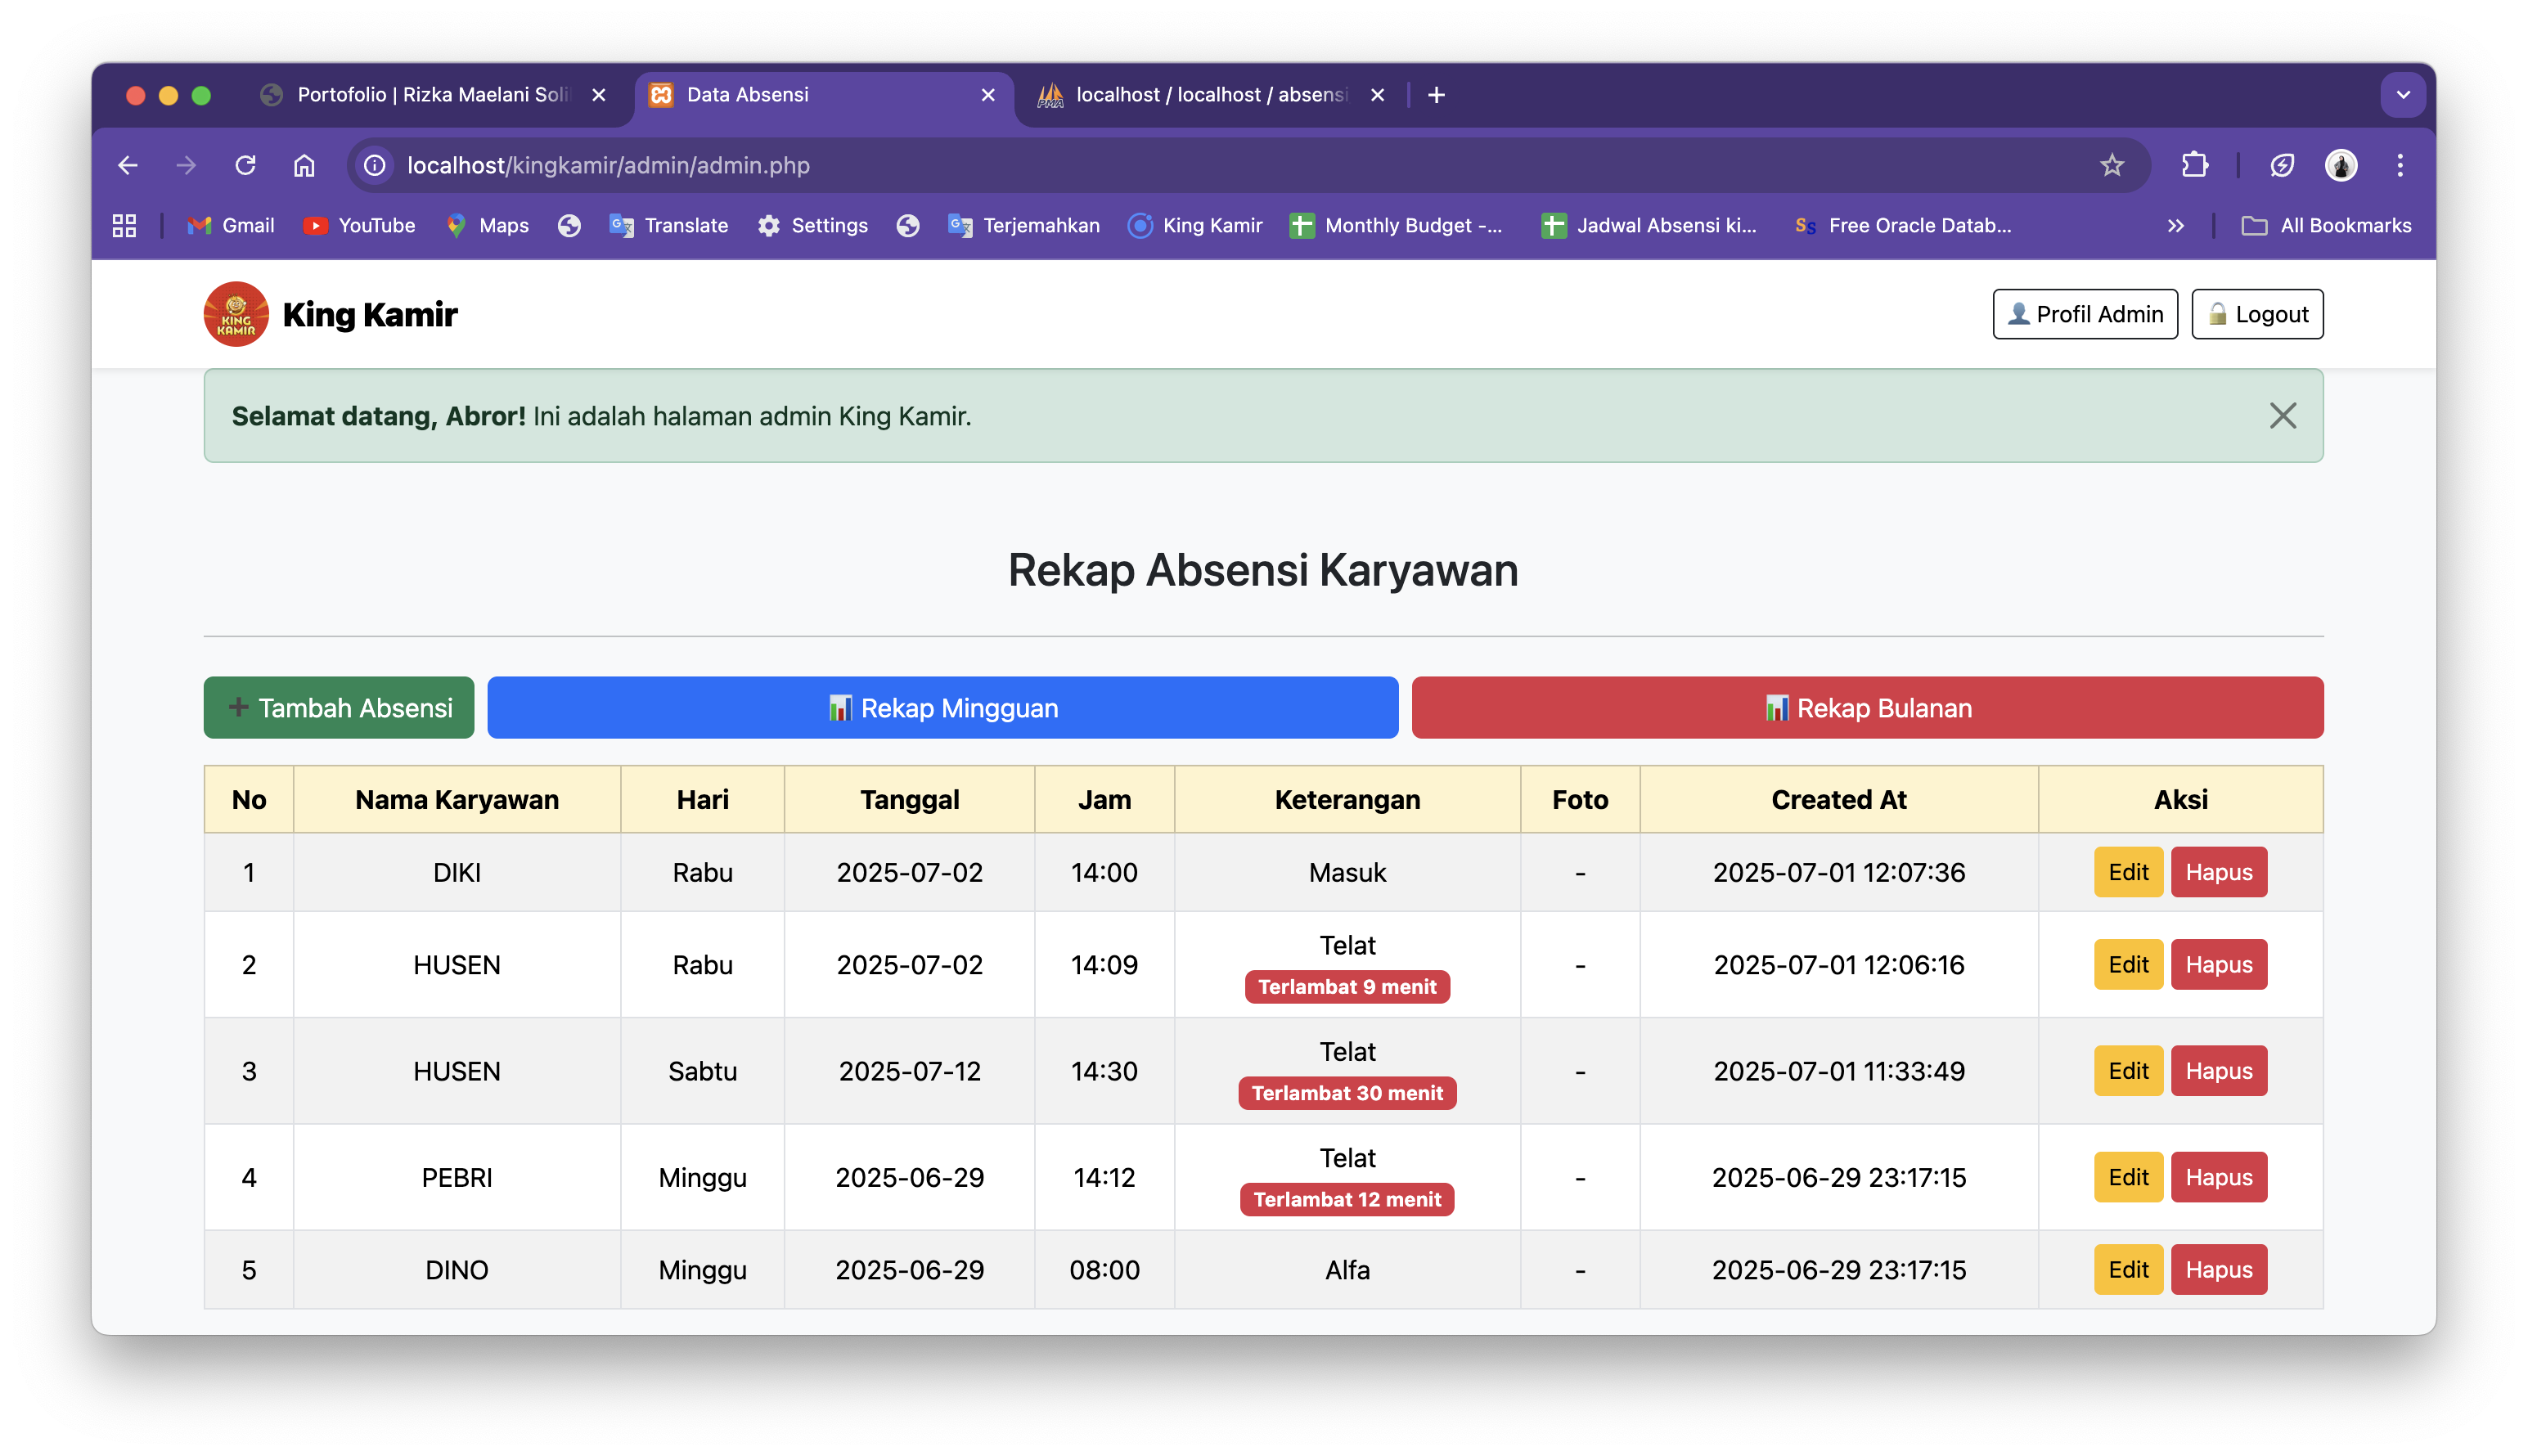 Portofolio | Rizka Maelani Soli
Data Absensi
localhost / localhost / absensi
localhost/kingkamir/admin/admin.php
Gmail YouTube Maps Translate Settings Terjemahkan King Kamir Monthly Budget -... Jadwal Absensi ki... Free Oracle Datab... All Bookmarks
KING KAMIR
King Kamir
Profil Admin Logout
Selamat datang, Abror! Ini adalah halaman admin King Kamir.
Rekap Absensi Karyawan
Tambah Absensi Rekap Mingguan Rekap Bulanan
No Nama Karyawan Hari Tanggal Jam Keterangan Foto Created At Aksi
1 DIKI Rabu 2025-07-02 14:00 Masuk - 2025-07-01 12:07:36 Edit Hapus
2 HUSEN Rabu 2025-07-02 14:09 Telat Terlambat 9 menit - 2025-07-01 12:06:16 Edit Hapus
3 HUSEN Sabtu 2025-07-12 14:30 Telat Terlambat 30 menit - 2025-07-01 11:33:49 Edit Hapus
4 PEBRI Minggu 2025-06-29 14:12 Telat Terlambat 12 menit - 2025-06-29 23:17:15 Edit Hapus
5 DINO Minggu 2025-06-29 08:00 Alfa - 2025-06-29 23:17:15 Edit Hapus